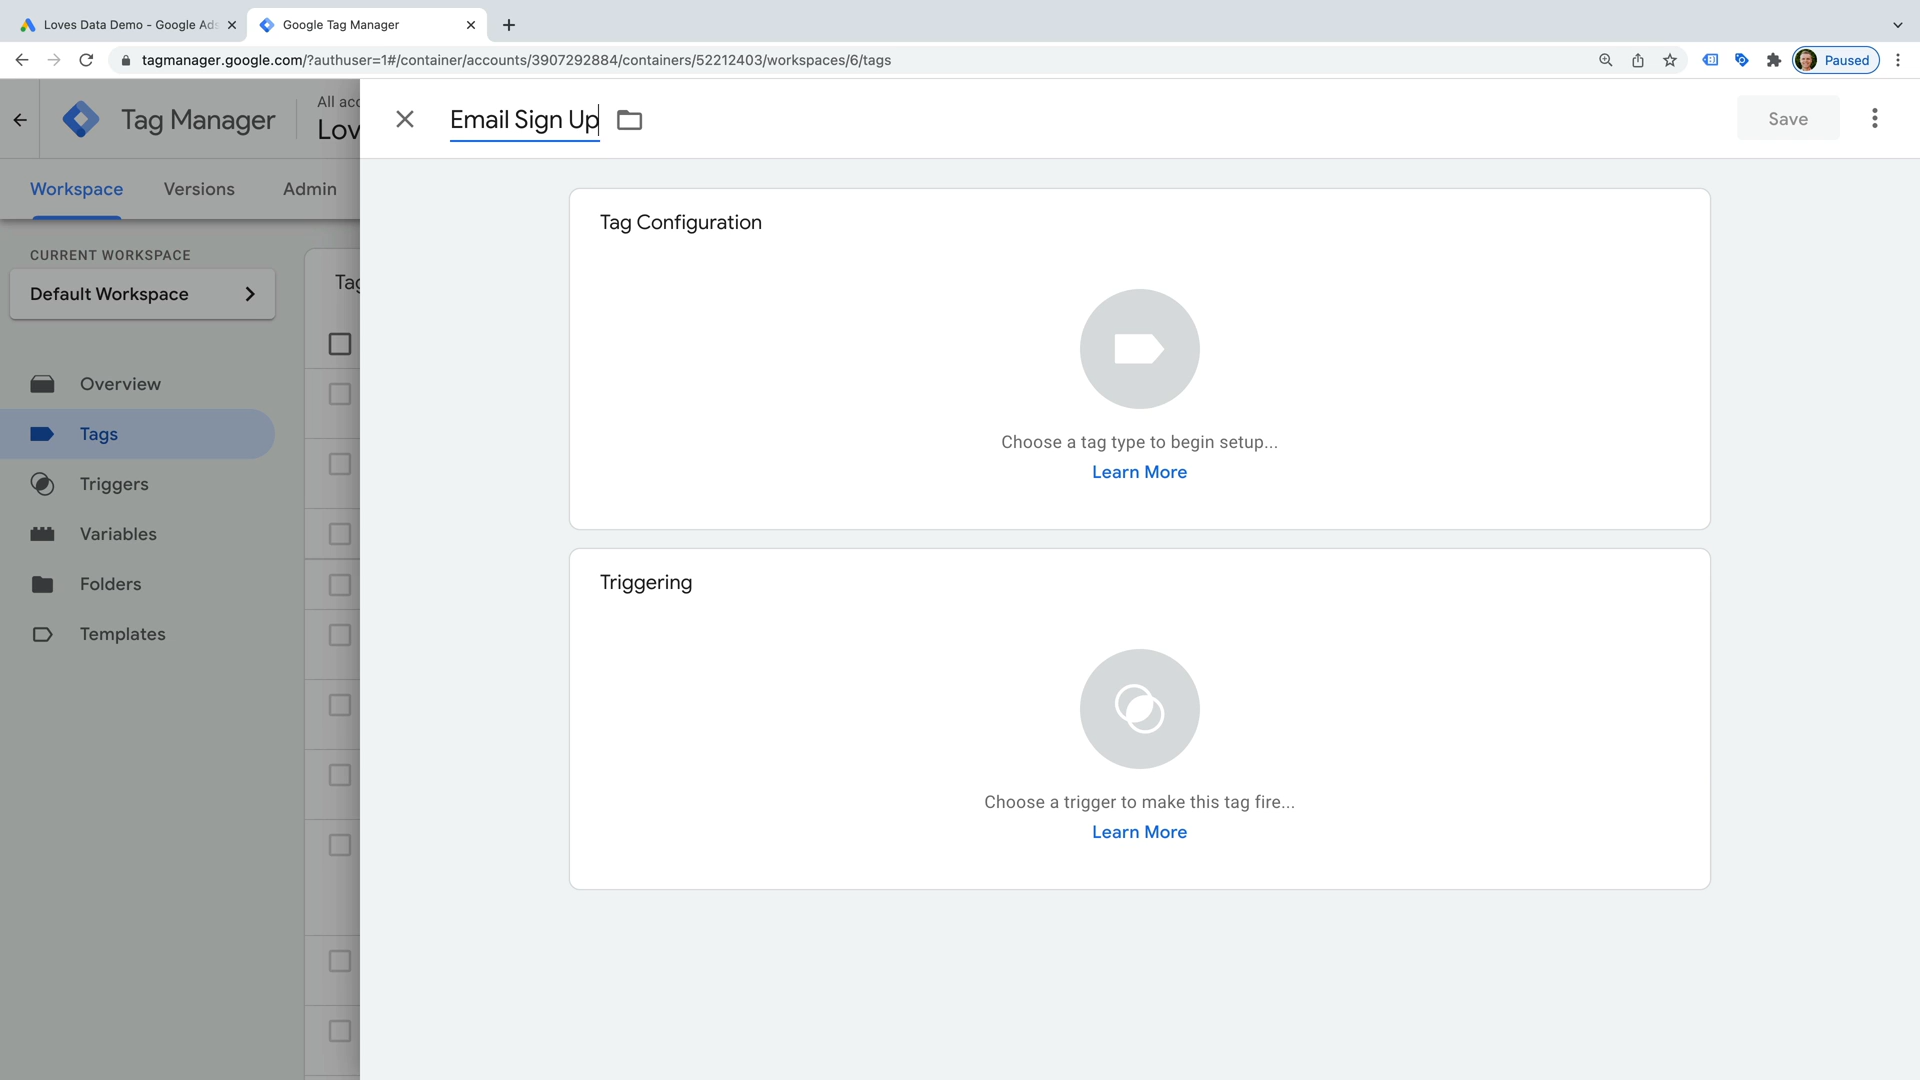 Loves Data Demo - Google Ads
Google Tag Manager
tagmanager.google.com/?authuser=1#/container/accounts/3907292884/containers/52212403/workspaces/6/tags
Paused
Tag Manager
All acc
Lov
Email Sign Up
Save
Workspace
Versions
Admin
CURRENT WORKSPACE
Default Workspace
Tag
Overview
Tags
Triggers
Variables
Folders
Templates
Tag Configuration
Choose a tag type to begin setup...
Learn More
Triggering
Choose a trigger to make this tag fire...
Learn More